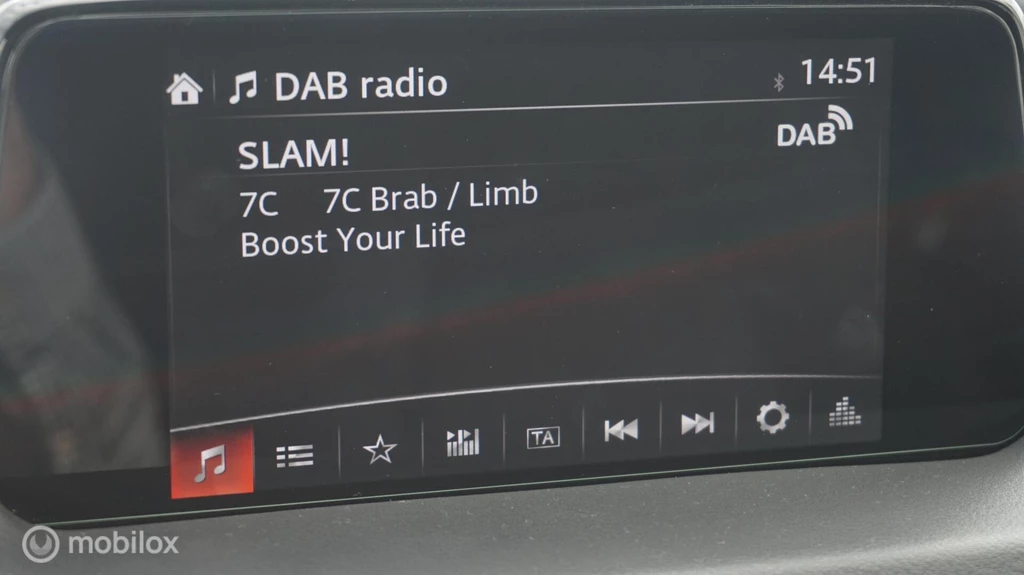 DAB radio 14:51
SLAM! DAB
7C 7C Brab / Limb
Boost Your Life
TA
mobilox